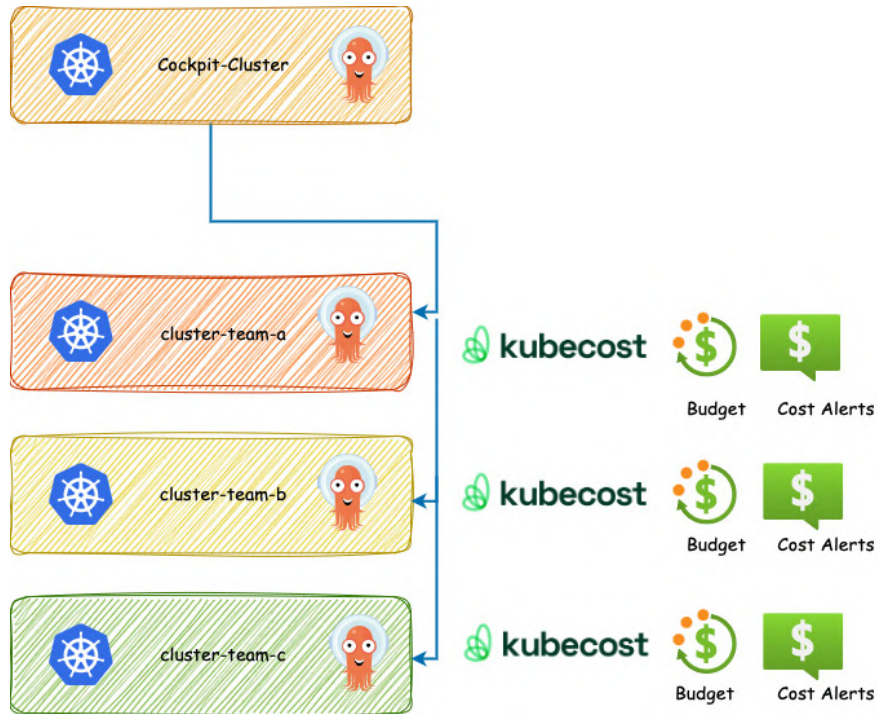 Cockpit-Cluster
cluster-team-a
kubecost
$
$
Budget
Cost Alerts
cluster-team-b
kubecost
$
$
Budget
Cost Alerts
cluster-team-c
kubecost
$
$
Budget
Cost Alerts